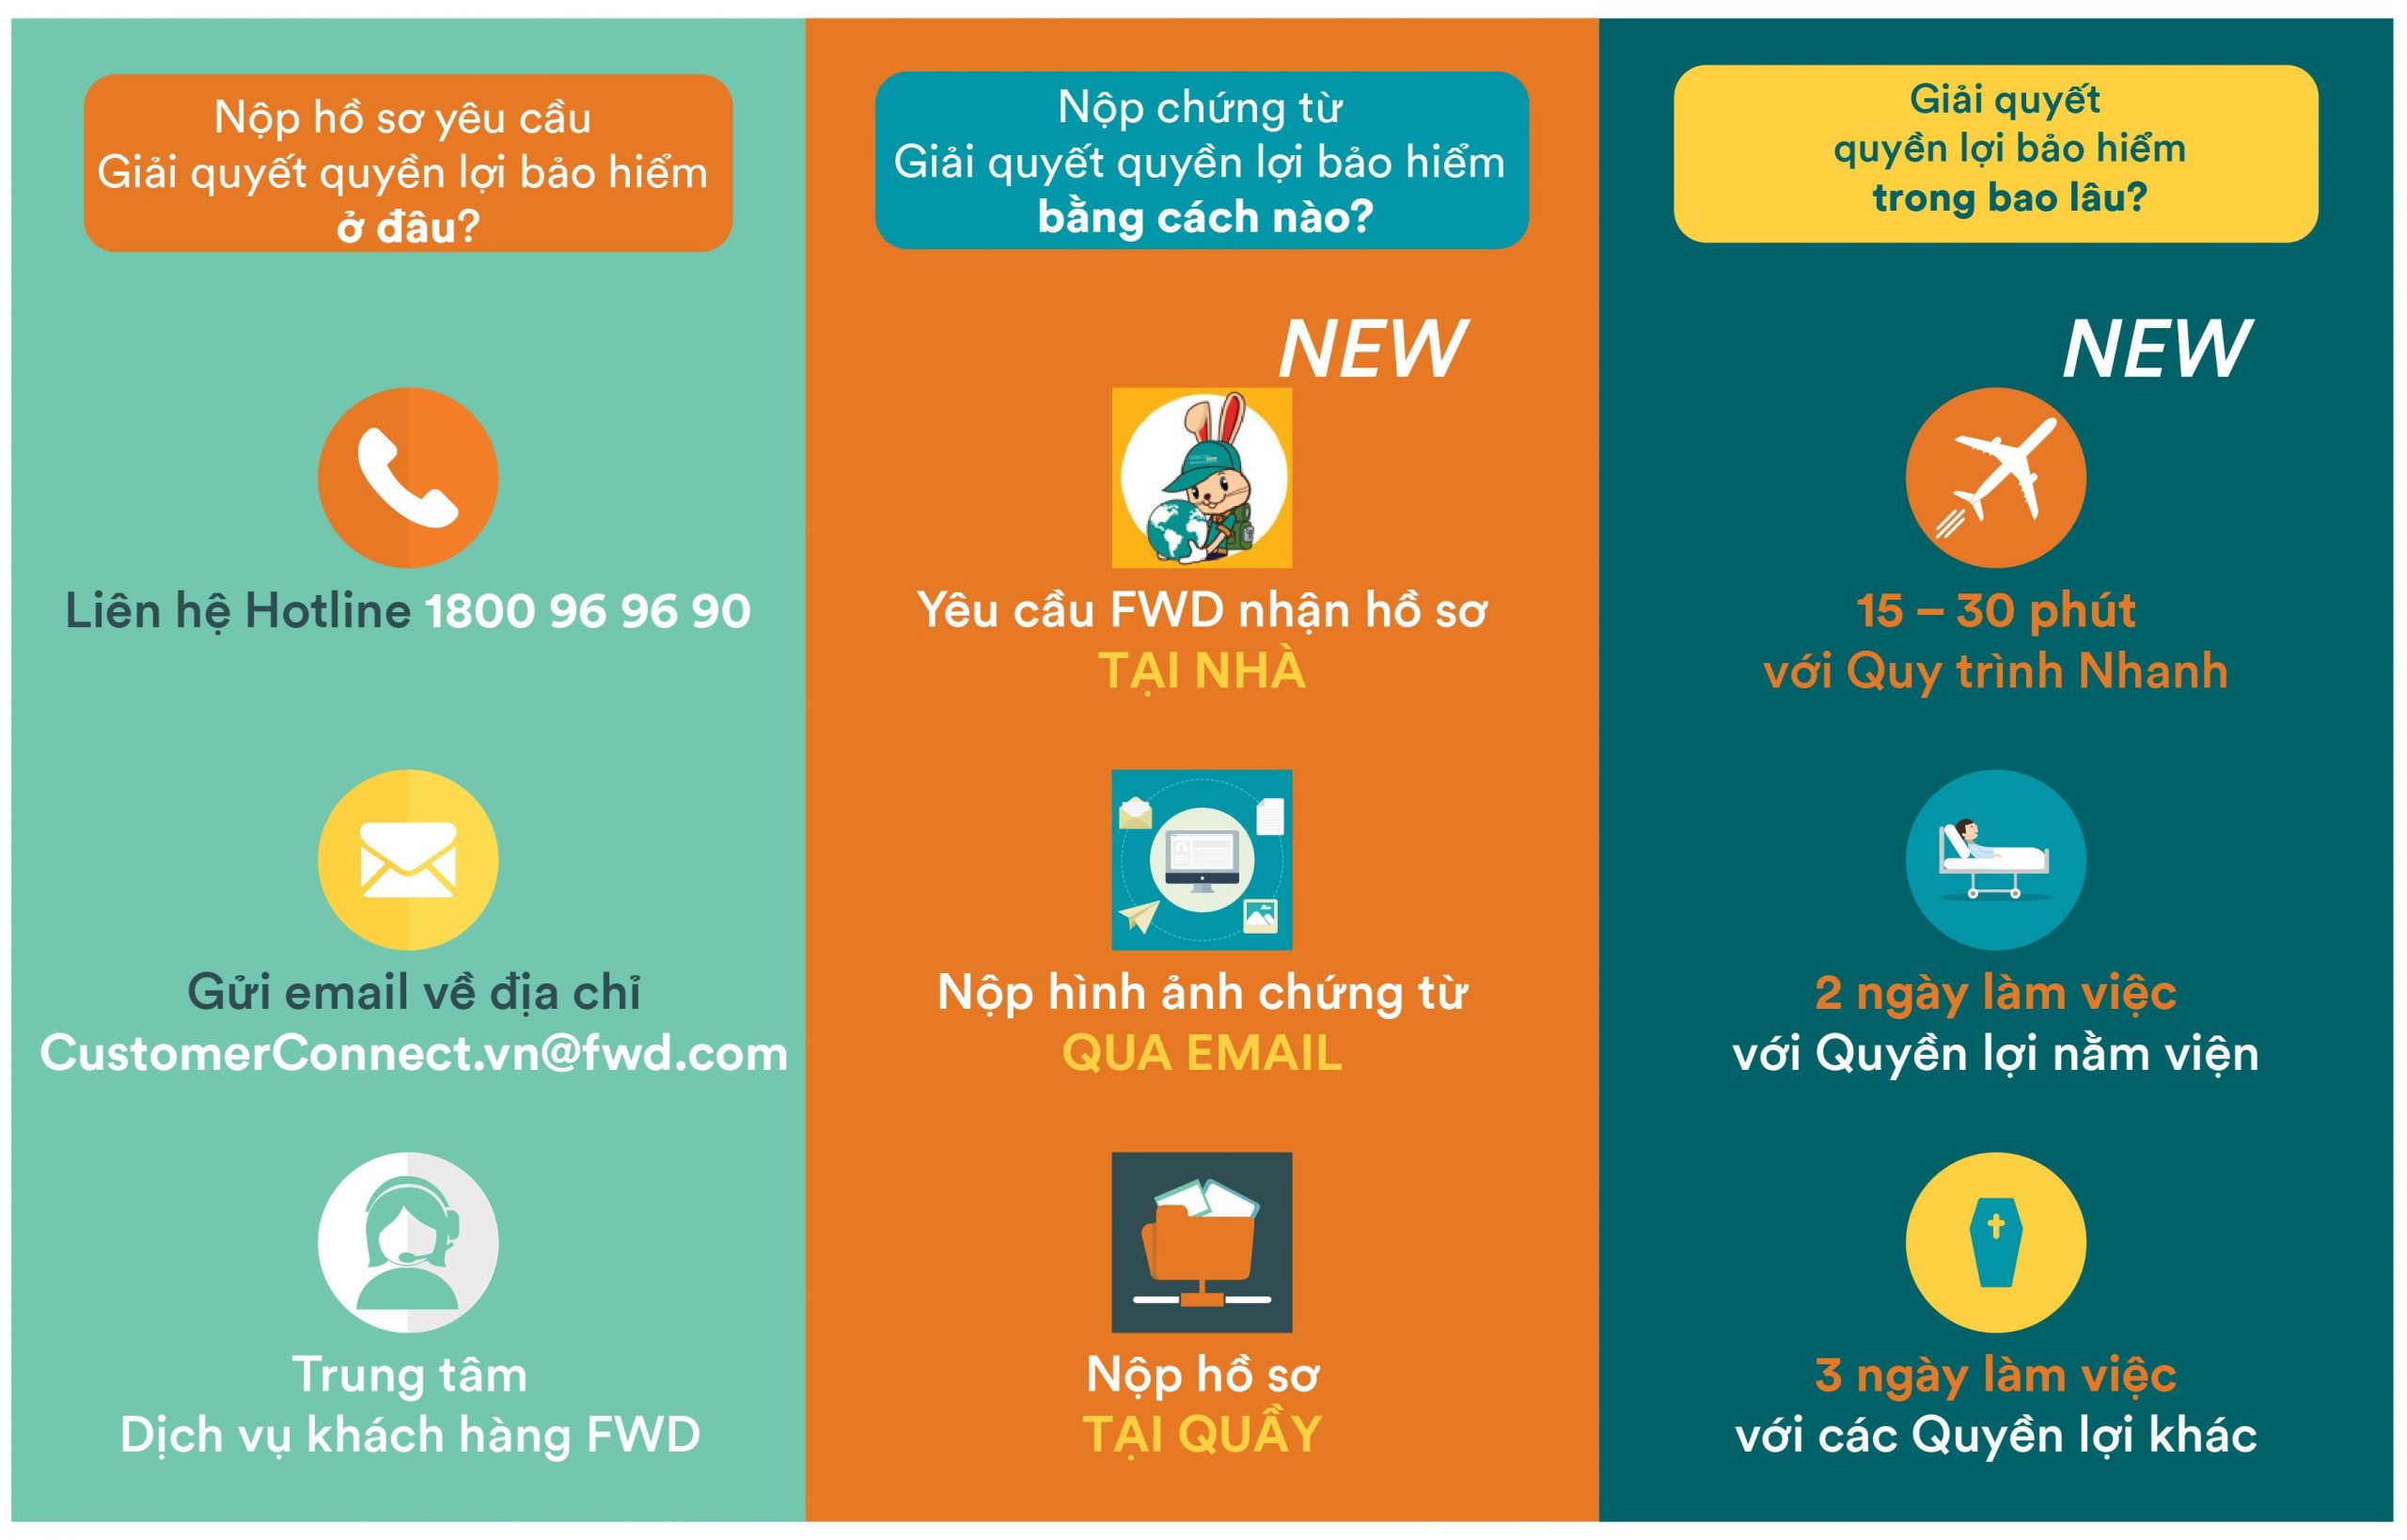 Nộp hồ sơ yêu cầu
Giải quyết quyền lợi bảo hiểm
ở đâu?
Liên hệ Hotline 1800 96 96 90
Gửi email về địa chỉ
CustomerConnect.vn@fwd.com
Trung tâm
Dịch vụ khách hàng FWD
Nộp chứng từ
Giải quyết quyền lợi bảo hiểm
bằng cách nào?
NEW
Yêu cầu FWD nhận hồ sơ
TẠI NHÀ
Nộp hình ảnh chứng từ
QUA EMAIL
Nộp hồ sơ
TẠI QUẦY
Giải quyết
quyền lợi bảo hiểm
trong bao lâu?
NEW
15 – 30 phút
với Quy trình Nhanh
2 ngày làm việc
với Quyền lợi nằm viện
3 ngày làm việc
với các Quyền lợi khác